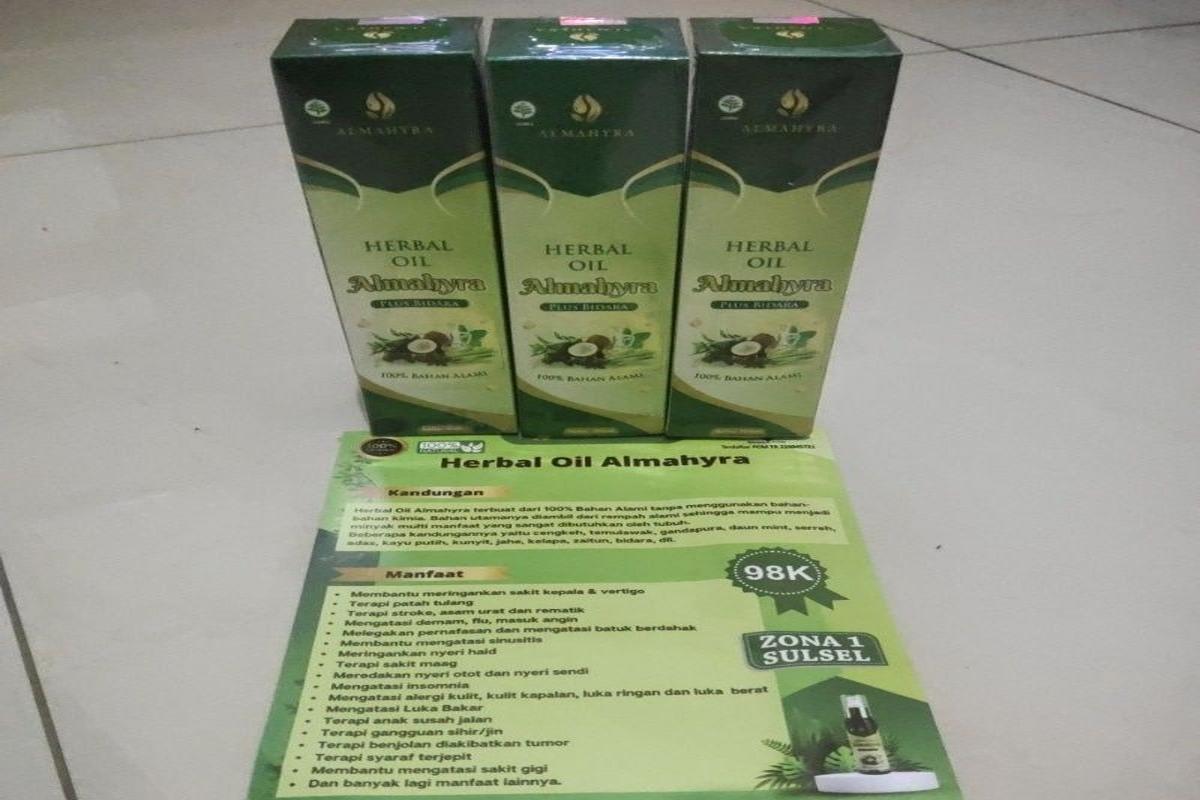 ALMAHYRA
HERBAL
OIL
Almahyra
PLUS BIDARA
100% BAHAN ALAMI
ALMAHYRA
HERBAL
OIL
Almahyra
PLUS BIDARA
100% BAHAN ALAMI
ALMAHYRA
HERBAL
OIL
Almahyra
PLUS BIDARA
100% BAHAN ALAMI
100%
100%
NATURAL
Herbal Oil Almahyra
Kandungan
Herbal Oil Almahyra terbuat dari 100% Bahan Alami tanpa menggunakan bahan-
bahan kimia. Bahan utamanya diambil dari rempah alami sehingga mampu menjadi
minyak multi manfaat yang sangat dibutuhkan oleh tubuh.
Beberapa kandungannya yaitu cengkeh, temulawak, gandapura, daun mint, serreh,
adas, kayu putih, kunyit, jahe, kelapa, zaitun, bidara, dll.
Manfaat
• Membantu meringankan sakit kepala & vertigo
• Terapi patah tulang
• Terapi stroke, asam urat dan rematik
• Mengatasi demam, flu, masuk angin
• Melegakan pernafasan dan mengatasi batuk berdahak
• Membantu mengatasi sinusitis
• Meringankan nyeri haid
• Terapi sakit maag
• Meredakan nyeri otot dan nyeri sendi
• Mengatasi insomnia
• Mengatasi alergi kulit, kulit kapalan, luka ringan dan luka berat
• Mengatasi Luka Bakar
• Terapi anak susah jalan
• Terapi gangguan sihir/jin
• Terapi benjolan diakibatkan tumor
• Terapi syaraf terjepit
• Membantu mengatasi sakit gigi
• Dan banyak lagi manfaat lainnya.
98K
ZONA 1
SULSEL